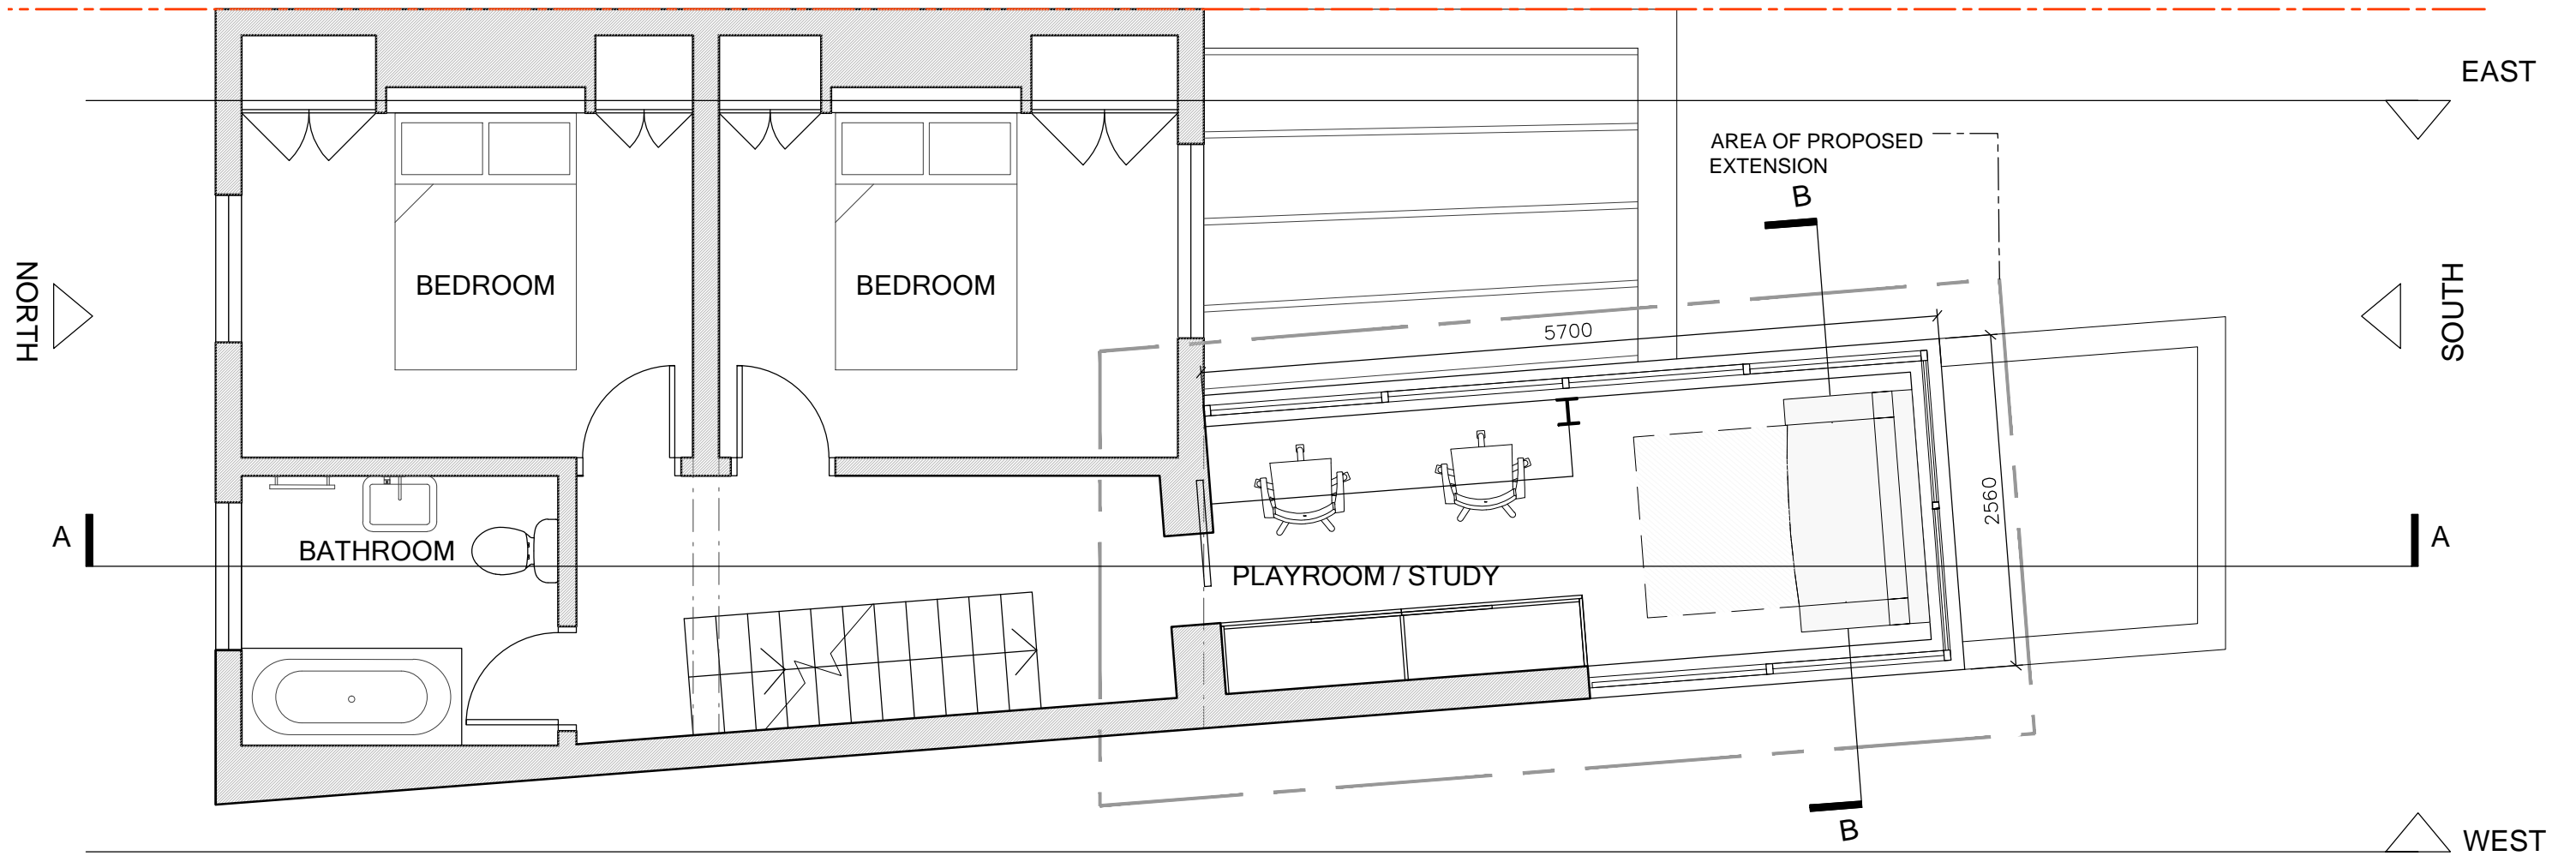 EAST
AREA OF PROPOSED
EXTENSION
B
NORTH
SOUTH
BEDROOM
BEDROOM
5700
2560
A
BATHROOM
A
PLAYROOM / STUDY
B
WEST